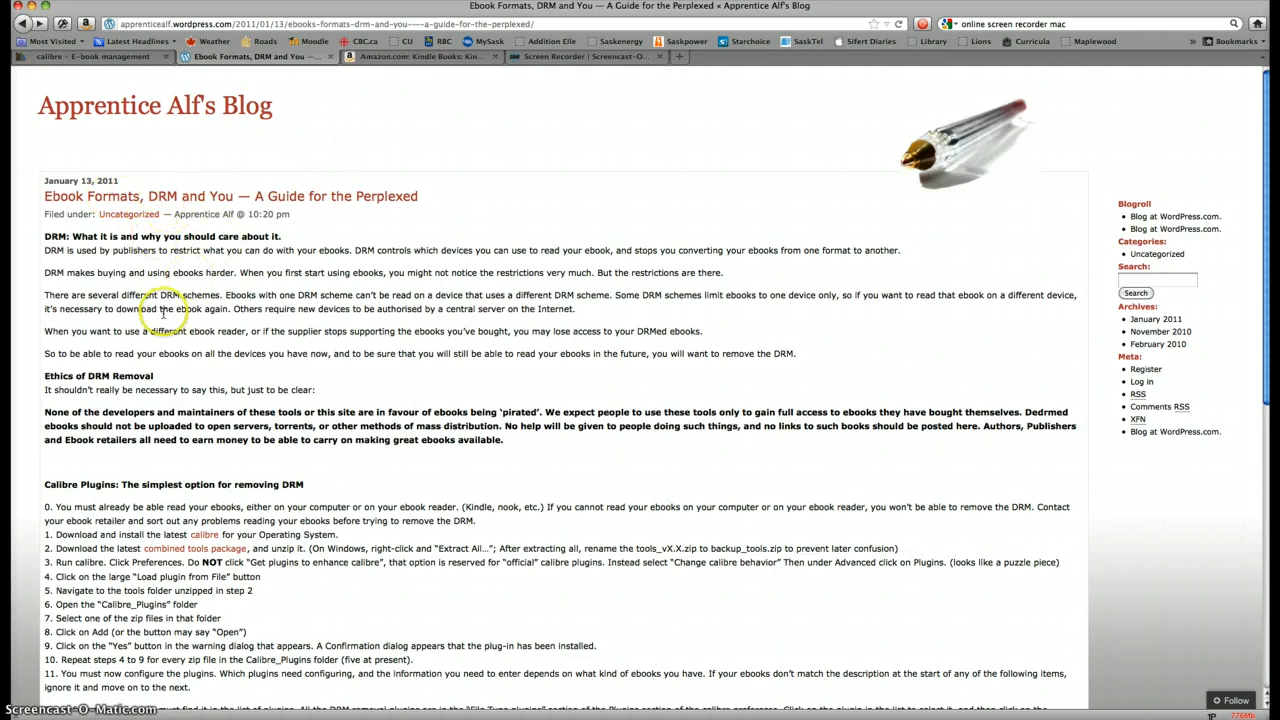 Ebook Formats, DRM and You — A Guide for the Perplexed « Apprentice Alf's Blog
apprenticealf.wordpress.com/2011/01/13/ebooks-formats-drm-and-you-—-a-guide-for-the-perplexed/
online screen recorder mac
Most Visited Latest Headlines Weather Roads Moodle CBC.ca CU RBC MySask Addition Elle Saskenergy Saskpower Starchoice SaskTel Sifert Diaries Library Lions Curricula Maplewood » Bookmarks
calibre – E-book management Ebook Formats, DRM and You —... Amazon.com: Kindle Books: Kin... Screen Recorder | Screencast-O...
Apprentice Alf's Blog
January 13, 2011
Ebook Formats, DRM and You — A Guide for the Perplexed
Filed under: Uncategorized — Apprentice Alf @ 10:20 pm
DRM: What it is and why you should care about it.
DRM is used by publishers to restrict what you can do with your ebooks. DRM controls which devices you can use to read your ebook, and stops you converting your ebooks from one format to another.
DRM makes buying and using ebooks harder. When you first start using ebooks, you might not notice the restrictions very much. But the restrictions are there.
There are several different DRM schemes. Ebooks with one DRM scheme can't be read on a device that uses a different DRM scheme. Some DRM schemes limit ebooks to one device only, so if you want to read that ebook on a different device,
it's necessary to download the ebook again. Others require new devices to be authorised by a central server on the Internet.
When you want to use a different ebook reader, or if the supplier stops supporting the ebooks you've bought, you may lose access to your DRMed ebooks.
So to be able to read your ebooks on all the devices you have now, and to be sure that you will still be able to read your ebooks in the future, you will want to remove the DRM.
Ethics of DRM Removal
It shouldn't really be necessary to say this, but just to be clear:
None of the developers and maintainers of these tools or this site are in favour of ebooks being 'pirated'. We expect people to use these tools only to gain full access to ebooks they have bought themselves. Dedrmed
ebooks should not be uploaded to open servers, torrents, or other methods of mass distribution. No help will be given to people doing such things, and no links to such books should be posted here. Authors, Publishers
and Ebook retailers all need to earn money to be able to carry on making great ebooks available.
Calibre Plugins: The simplest option for removing DRM
0. You must already be able read your ebooks, either on your computer or on your ebook reader. (Kindle, nook, etc.) If you cannot read your ebooks on your computer or on your ebook reader, you won't be able to remove the DRM. Contact
your ebook retailer and sort out any problems reading your ebooks before trying to remove the DRM.
1. Download and install the latest calibre for your Operating System.
2. Download the latest combined tools package, and unzip it. (On Windows, right-click and "Extract All..."; After extracting all, rename the tools_vX.X.zip to backup_tools.zip to prevent later confusion)
3. Run calibre. Click Preferences. Do NOT click "Get plugins to enhance calibre", that option is reserved for "official" calibre plugins. Instead select "Change calibre behavior" Then under Advanced click on Plugins. (looks like a puzzle piece)
4. Click on the large "Load plugin from File" button
5. Navigate to the tools folder unzipped in step 2
6. Open the "Calibre_Plugins" folder
7. Select one of the zip files in that folder
8. Click on Add (or the button may say "Open")
9. Click on the "Yes" button in the warning dialog that appears. A Confirmation dialog appears that the plug-in has been installed.
10. Repeat steps 4 to 9 for every zip file in the Calibre_Plugins folder (five at present).
11. You must now configure the plugins. Which plugins need configuring, and the information you need to enter depends on what kind of ebooks you have. If your ebooks don't match the description at the start of any of the following items,
ignore it and move on to the next.
Blogroll
Blog at WordPress.com.
Blog at WordPress.com.
Categories:
Uncategorized
Search:
Search
Archives:
January 2011
November 2010
February 2010
Meta:
Register
Log in
RSS
Comments RSS
XFN
Blog at WordPress.com.
Follow
Screencast-O-Matic.com
1P 776Mb